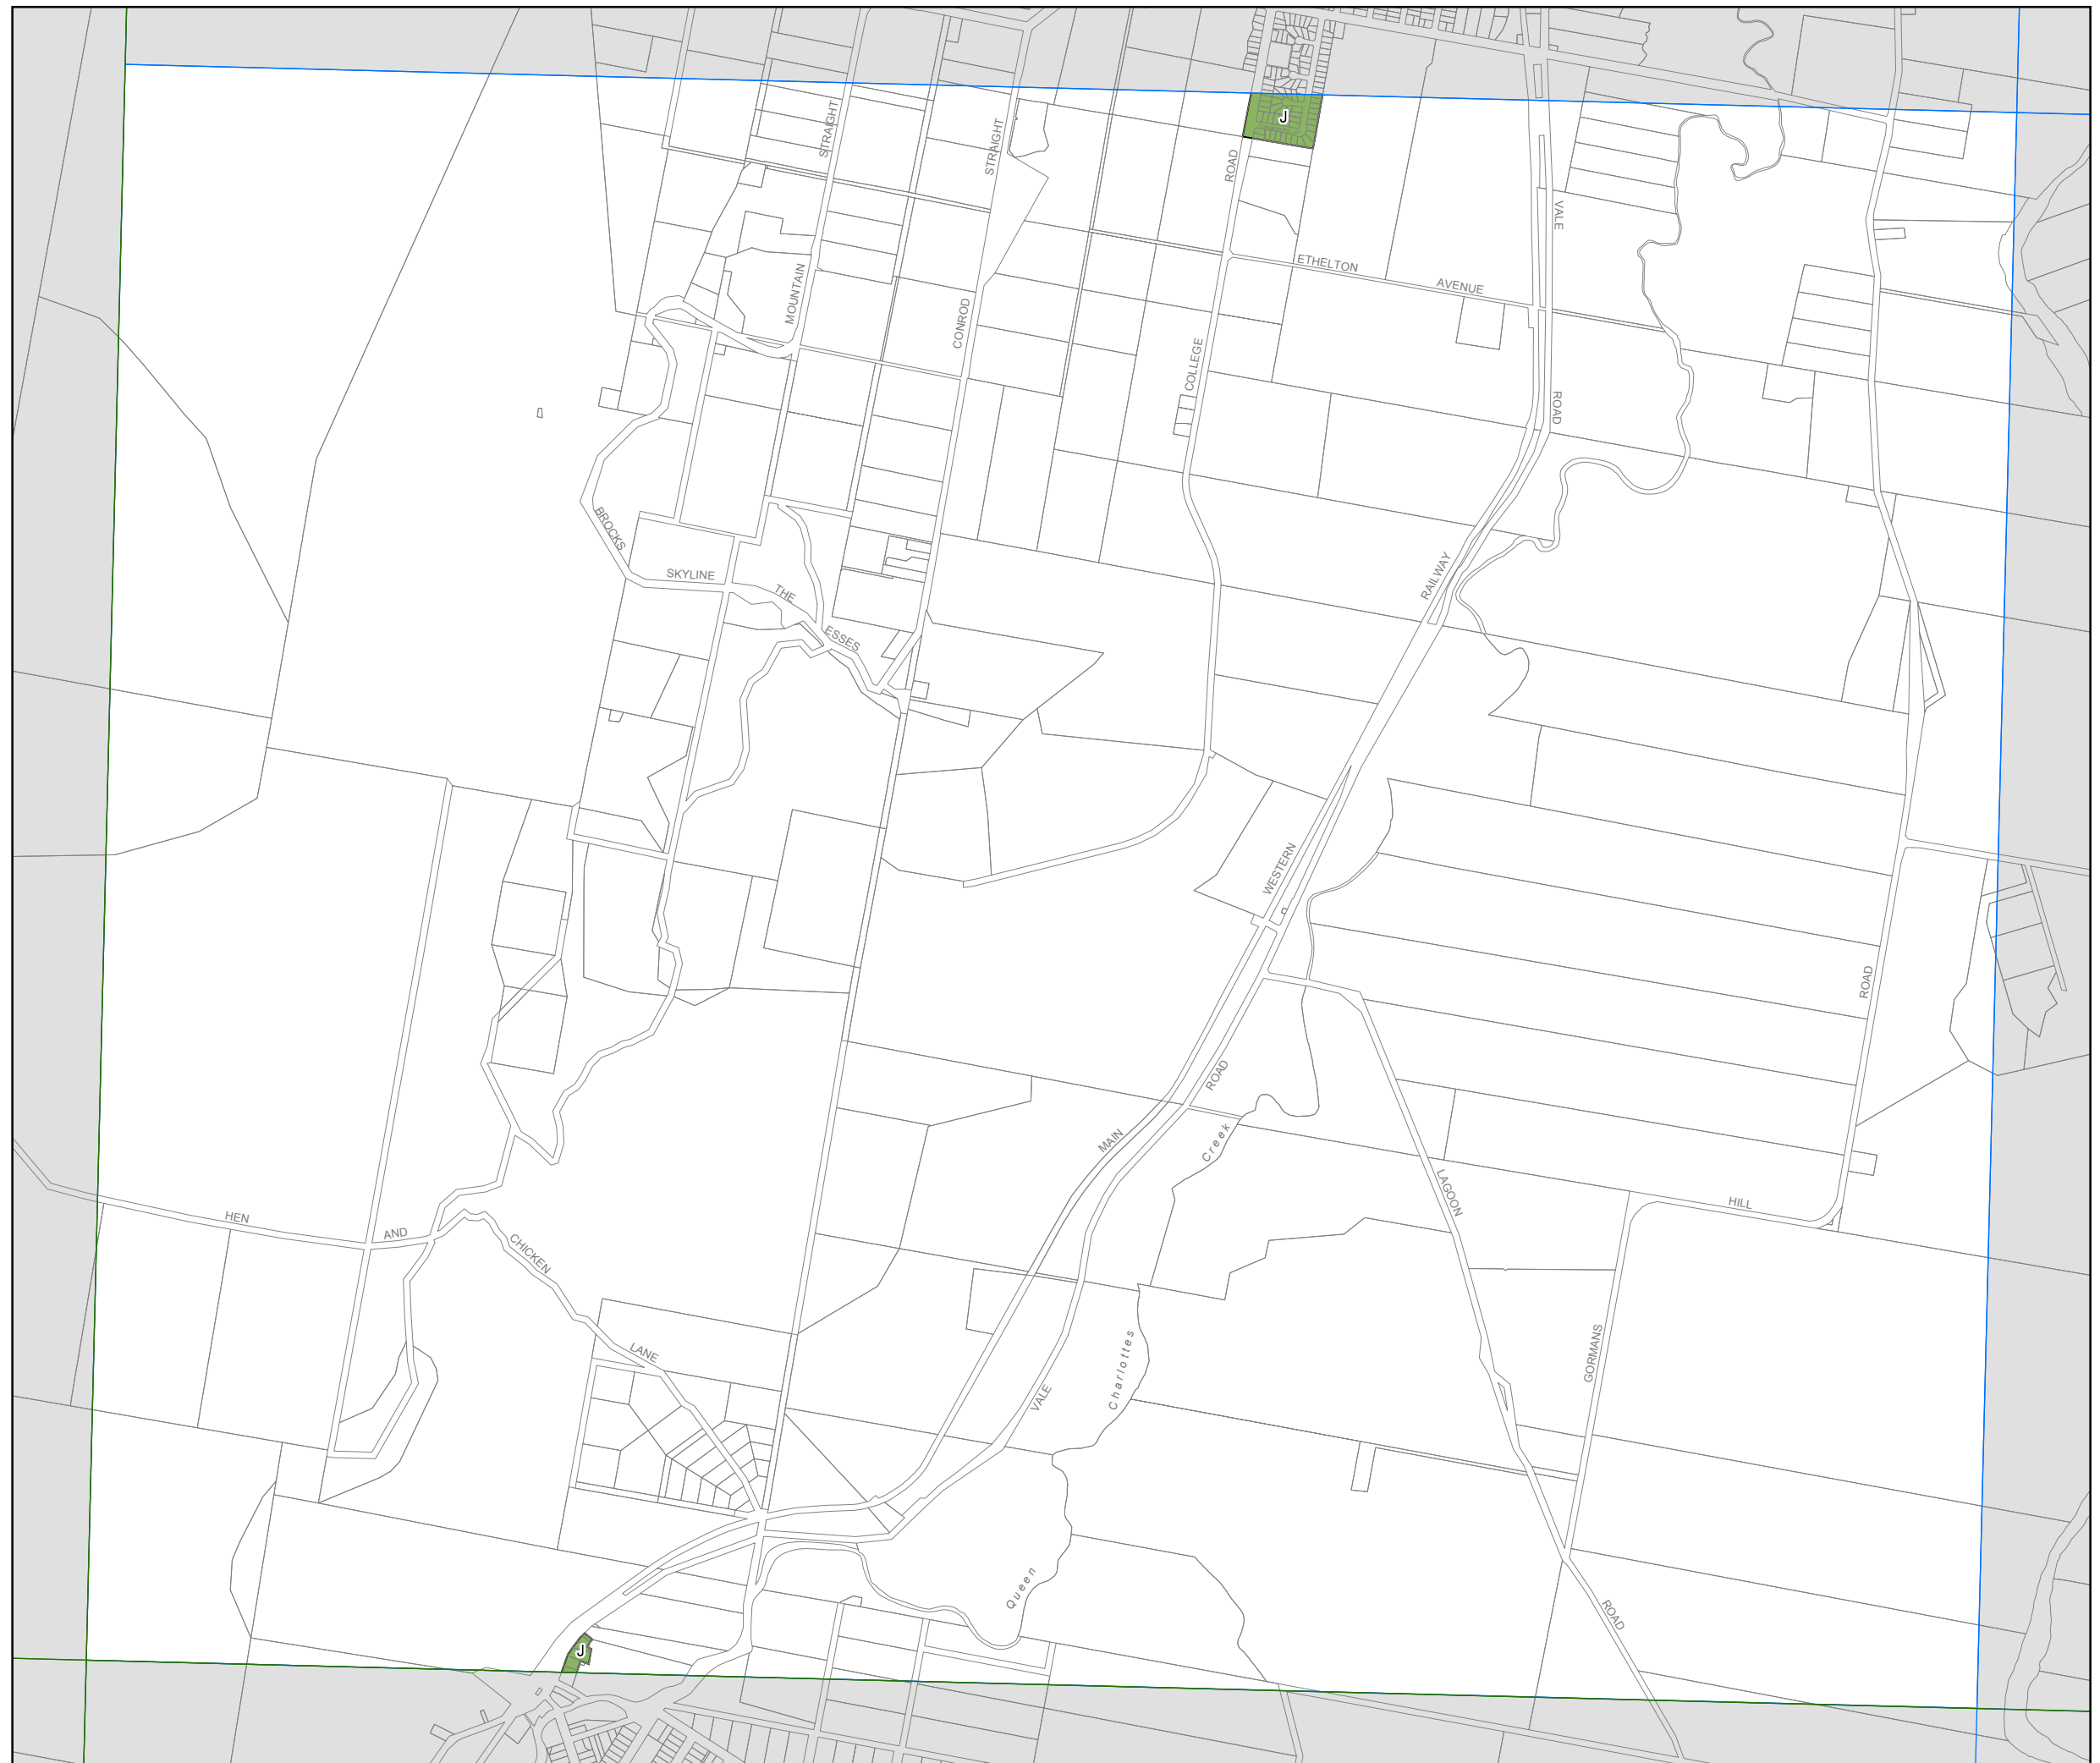 J
STRAIGHT
STRAIGHT
ROAD
VALE
ETHELTON
AVENUE
MOUNTAIN
CONROD
COLLEGE
ROAD
BROCKS
SKYLINE
THE
ESSES
RAILWAY
WESTERN
ROAD
ROAD
MAIN
Creek
LAGOON
HILL
HEN
AND
CHICKEN
LANE
Charlottes
GORMANS
VALE
Queen
ROAD
J